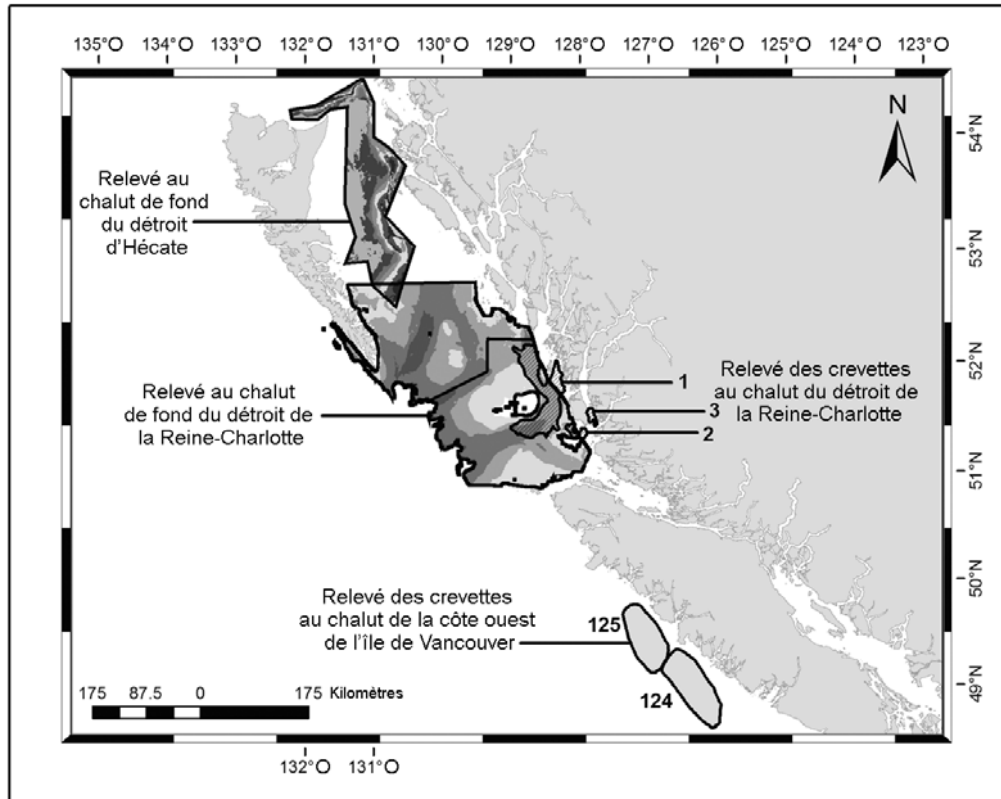 135°O 134°O 133°O 132°O 131°O 130°O 129°O 128°O 127°O 126°O 125°O 124°O 123°O
N
54°N
Relevé au
chalut de fond
du détroit
d'Hécate
53°N
52°N
Relevé des crevettes
au chalut du détroit de
la Reine-Charlotte
1
3
2
Relevé au chalut
de fond du détroit de
la Reine-Charlotte
51°N
50°N
Relevé des crevettes
au chalut de la côte ouest
de l'île de Vancouver
125
124
49°N
175 87.5 0 175 Kilomètres
132°O 131°O